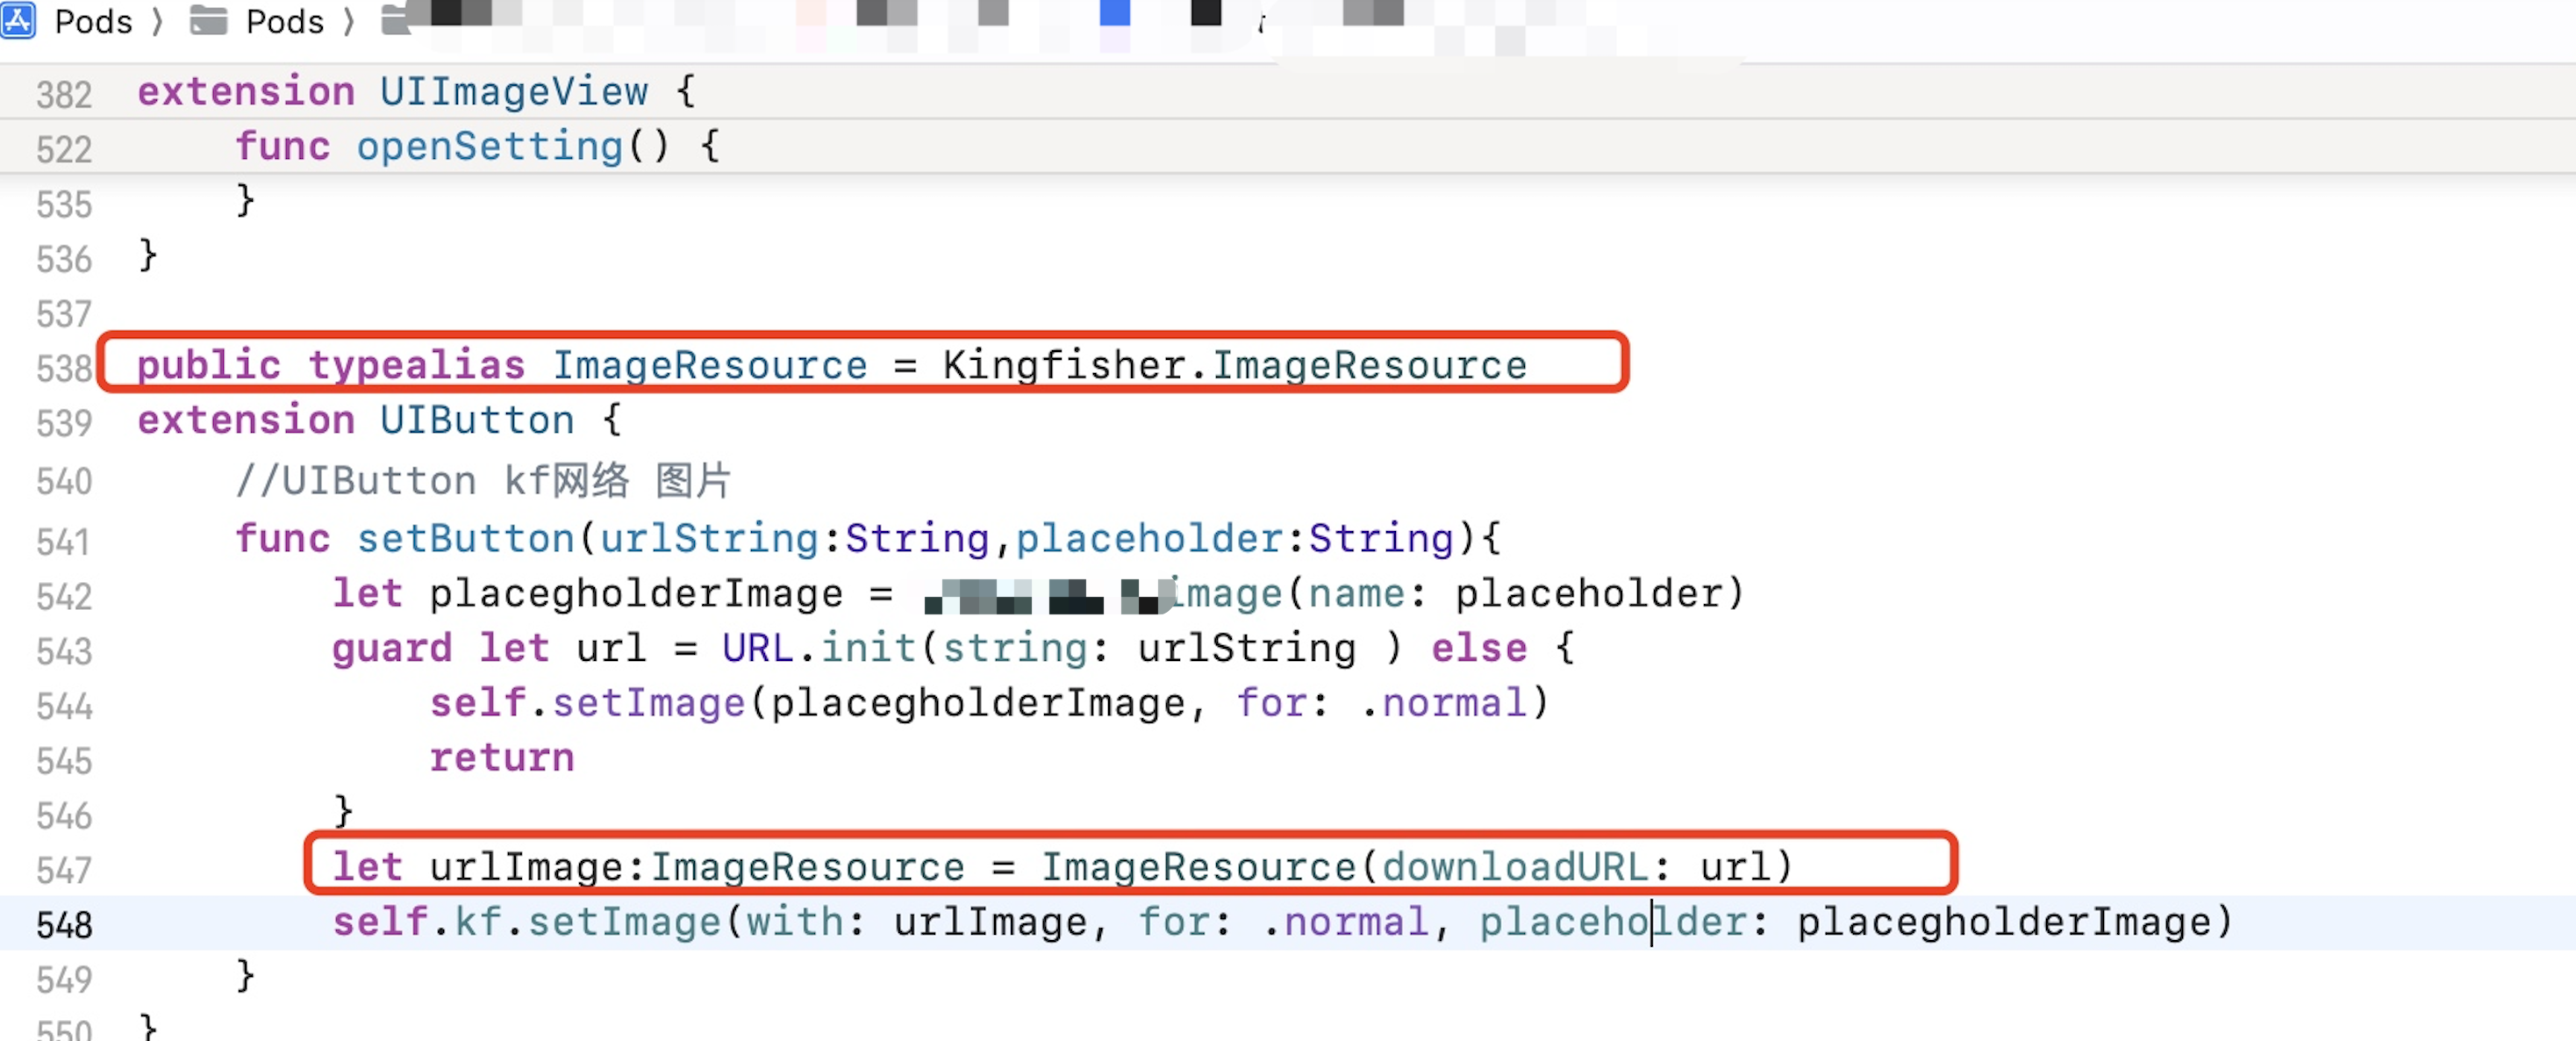 Pods 〉 Pods 〉
382 extension UIImageView {
522 func openSetting() {
535 }
536 }
537
538 public typealias ImageResource = Kingfisher.ImageResource
539 extension UIButton {
540 //UIButton kf网络 图片
541 func setButton(urlString:String,placeholder:String){
542 let placegholderImage = image(name: placeholder)
543 guard let url = URL.init(string: urlString ) else {
544 self.setImage(placegholderImage, for: .normal)
545 return
546 }
547 let urlImage:ImageResource = ImageResource(downloadURL: url)
548 self.kf.setImage(with: urlImage, for: .normal, placeholder: placegholderImage)
549 }
550 }